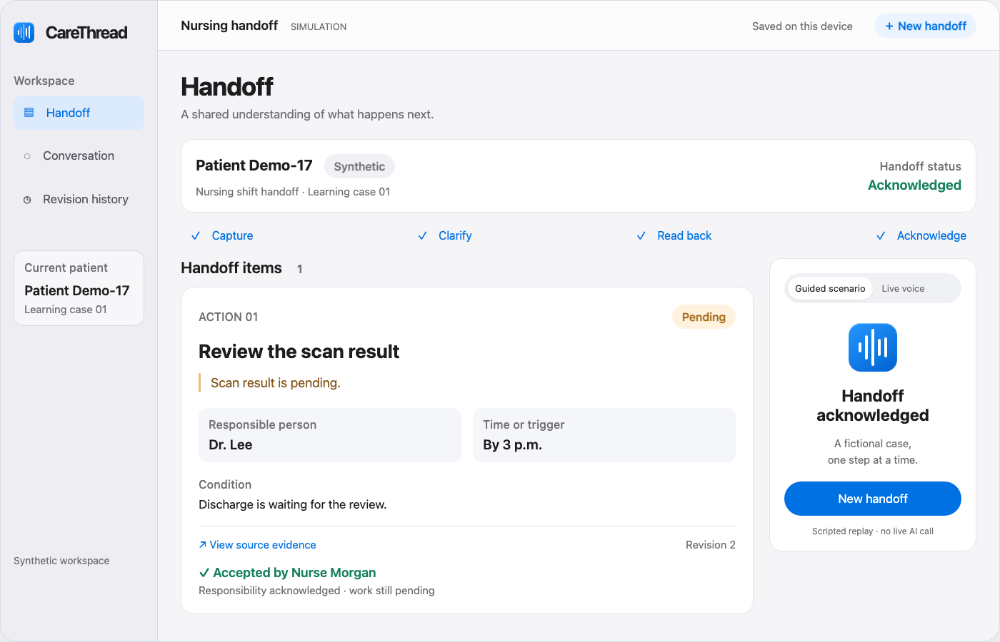 CareThread
Workspace
Handoff
Conversation
Revision history
Current patient
Patient Demo-17
Learning case 01
Synthetic workspace
Nursing handoff SIMULATION
Saved on this device
+ New handoff
Handoff
A shared understanding of what happens next.
Patient Demo-17 Synthetic
Nursing shift handoff · Learning case 01
Handoff status
Acknowledged
✓ Capture ✓ Clarify ✓ Read back ✓ Acknowledge
Handoff items 1
ACTION 01 Pending
Review the scan result
Scan result is pending.
Responsible person
Dr. Lee
Time or trigger
By 3 p.m.
Condition
Discharge is waiting for the review.
↗ View source evidence Revision 2
✓ Accepted by Nurse Morgan
Responsibility acknowledged · work still pending
Guided scenario Live voice
Handoff
acknowledged
A fictional case,
one step at a time.
New handoff
Scripted replay · no live AI call